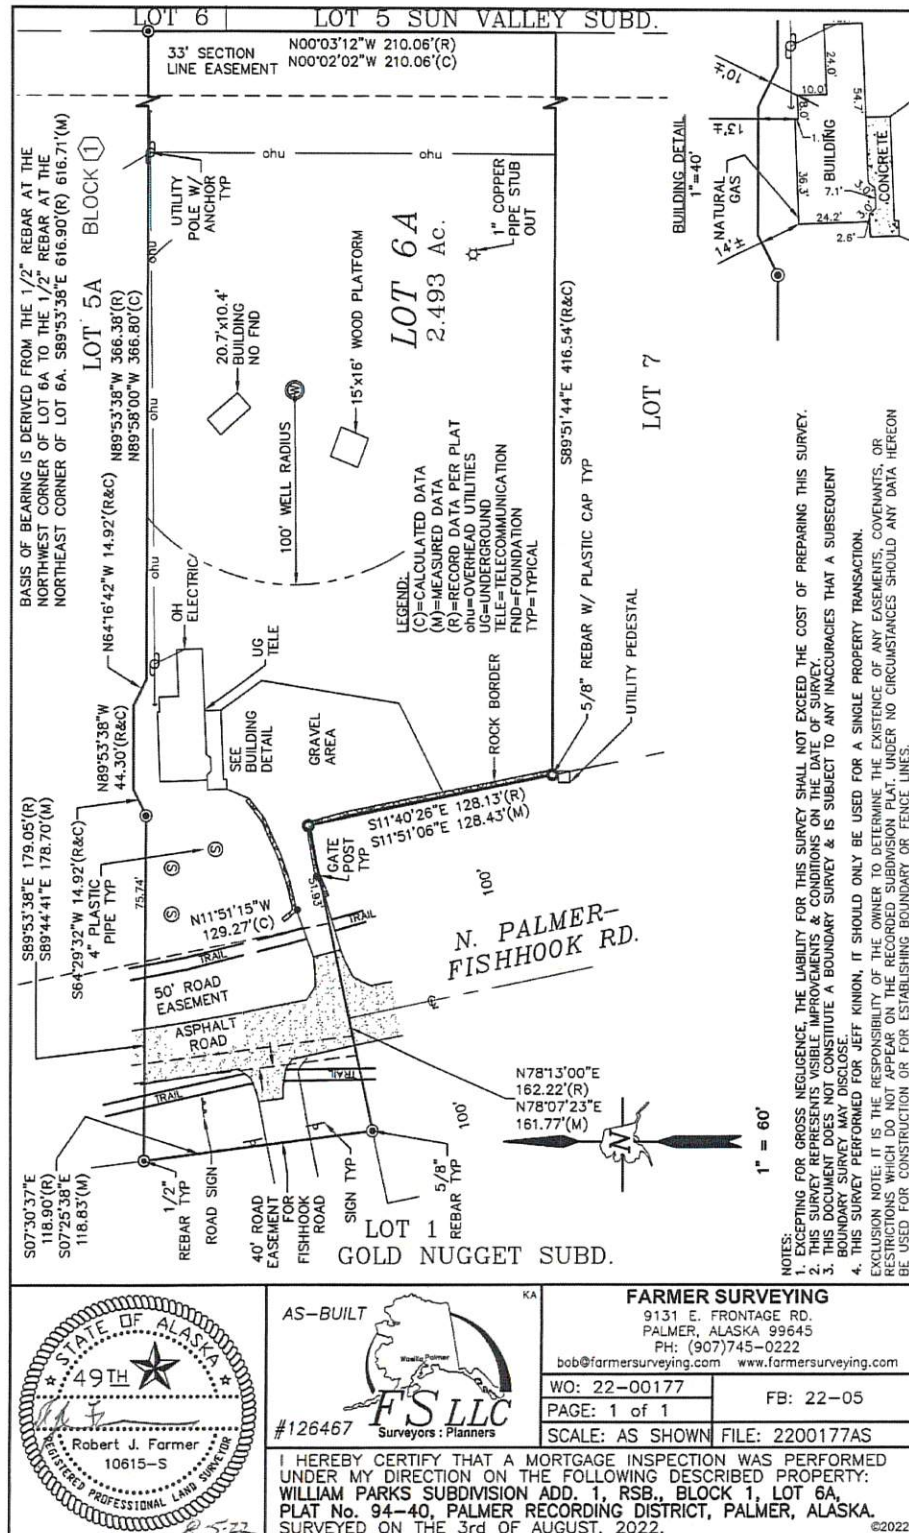 LOT 6
LOT 5 SUN VALLEY SUBD.
33' SECTION
LINE EASEMENT
N00°03'12"W 210.06'(R)
N00°02'02"W 210.06'(C)
BASIS OF BEARING IS DERIVED FROM THE 1/2" REBAR AT THE
NORTHWEST CORNER OF LOT 6A TO THE 1/2" REBAR AT THE
NORTHEAST CORNER OF LOT 6A. S89°53'38"E 616.90'(R) 616.71'(M)
LOT 5A
BLOCK 1
N89°53'38"W 366.38'(R)
N89°58'00"W 366.80'(C)
ohu
ohu
ohu
ohu
ohu
UTILITY
POLE W/
ANCHOR
TYP
1" COPPER
PIPE STUB
OUT
LOT 6A
2.493 Ac.
20.7'x10.4'
BUILDING
NO FND
15'x16' WOOD PLATFORM
W
100' WELL RADIUS
S89°51'44"E 416.54'(R&C)
LOT 7
BUILDING DETAIL
1"=40'
NATURAL
GAS
BUILDING
CONCRETE
10'±
13'±
14'±
24.0'
10.0'
8.0'
54.7'
36.3'
24.2'
7.1'
2.6'
LEGEND:
(C)=CALCULATED DATA
(M)=MEASURED DATA
(R)=RECORD DATA PER PLAT
ohu=OVERHEAD UTILITIES
UG=UNDERGROUND
TELE=TELECOMMUNICATION
FND=FOUNDATION
TYP=TYPICAL
N64°16'42"W 14.92'(R&C)
OH
ELECTRIC
UG
TELE
N89°53'38"W
44.30'(R&C)
SEE
BUILDING
DETAIL
GRAVEL
AREA
ROCK BORDER
5/8" REBAR W/ PLASTIC CAP TYP
UTILITY PEDESTAL
S11°40'26"E 128.13'(R)
S11°51'06"E 128.43'(M)
S89°53'38"E 179.05'(R)
S89°44'41"E 178.70'(M)
S64°29'32"W 14.92'(R&C)
4" PLASTIC
PIPE TYP
75.74'
S
S
S
N11°51'15"W
129.27'(C)
GATE
POST
TYP
51.93'
100'
N. PALMER-
FISHHOOK RD.
TRAIL
TRAIL
50' ROAD
EASEMENT
ASPHALT
ROAD
TRAIL
TRAIL
N78°13'00"E
162.22'(R)
N78°07'23"E
161.77'(M)
100'
S07°30'37"E
118.90'(R)
S07°25'38"E
118.83'(M)
1/2"
REBAR TYP
ROAD SIGN
40' ROAD
EASEMENT
FOR
FISHHOOK
ROAD
SIGN TYP
5/8"
REBAR TYP
LOT 1
GOLD NUGGET SUBD.
N
1" = 60'
NOTES:
1. EXCEPTING FOR GROSS NEGLIGENCE, THE LIABILITY FOR THIS SURVEY SHALL NOT EXCEED THE COST OF PREPARING THIS SURVEY.
2. THIS SURVEY REPRESENTS VISIBLE IMPROVEMENTS & CONDITIONS ON THE DATE OF SURVEY.
3. THIS DOCUMENT DOES NOT CONSTITUTE A BOUNDARY SURVEY & IS SUBJECT TO ANY INACCURACIES THAT A SUBSEQUENT
BOUNDARY SURVEY MAY DISCLOSE.
4. THIS SURVEY PERFORMED FOR JEFF KINION, IT SHOULD ONLY BE USED FOR A SINGLE PROPERTY TRANSACTION.
EXCLUSION NOTE: IT IS THE RESPONSIBILITY OF THE OWNER TO DETERMINE THE EXISTENCE OF ANY EASEMENTS, COVENANTS, OR
RESTRICTIONS WHICH DO NOT APPEAR ON THE RECORDED SUBDIVISION PLAT. UNDER NO CIRCUMSTANCES SHOULD ANY DATA HEREON
BE USED FOR CONSTRUCTION OR FOR ESTABLISHING BOUNDARY OR FENCE LINES.
STATE OF ALASKA
49TH
Robert J. Farmer
10615-S
REGISTERED PROFESSIONAL LAND SURVEYOR
AS-BUILT
KA
Wasilla Palmer
FS LLC
Surveyors : Planners
#126467
FARMER SURVEYING
9131 E. FRONTAGE RD.
PALMER, ALASKA 99645
PH: (907)745-0222
bob@farmersurveying.com www.farmersurveying.com
WO: 22-00177
FB: 22-05
PAGE: 1 of 1
SCALE: AS SHOWN
FILE: 2200177AS
I HEREBY CERTIFY THAT A MORTGAGE INSPECTION WAS PERFORMED
UNDER MY DIRECTION ON THE FOLLOWING DESCRIBED PROPERTY:
WILLIAM PARKS SUBDIVISION ADD. 1, RSB., BLOCK 1, LOT 6A,
PLAT No. 94-40, PALMER RECORDING DISTRICT, PALMER, ALASKA.
SURVEYED ON THE 3rd OF AUGUST, 2022.
©2022